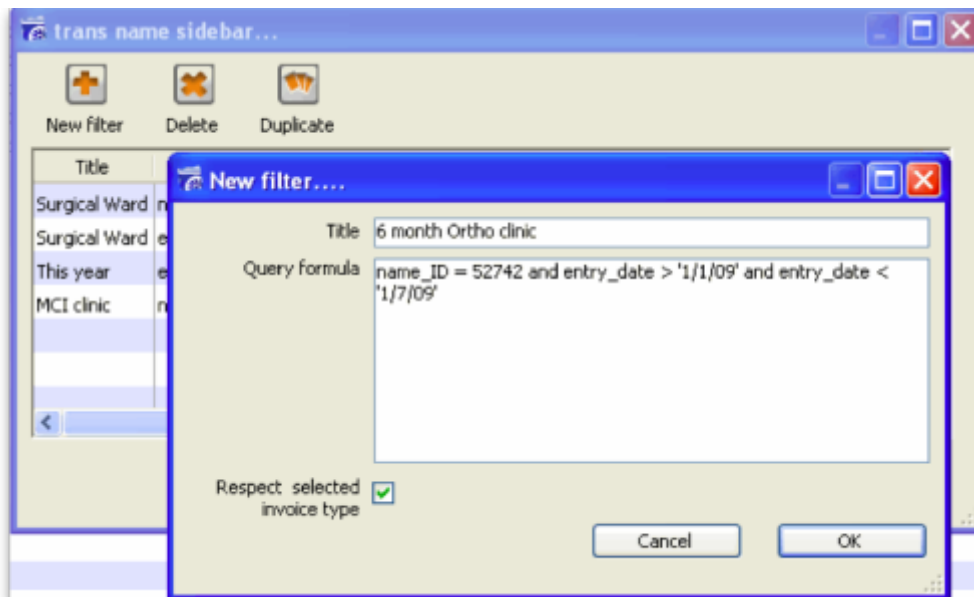 trans name sidebar...
New filter Delete Duplicate
Title
Surgical Ward n
Surgical Ward e
This year e
MCI clinic n
New filter....
Title 6 month Ortho clinic
Query formula name_ID = 52742 and entry_date > '1/1/09' and entry_date <
'1/7/09'
Respect selected
invoice type
Cancel OK